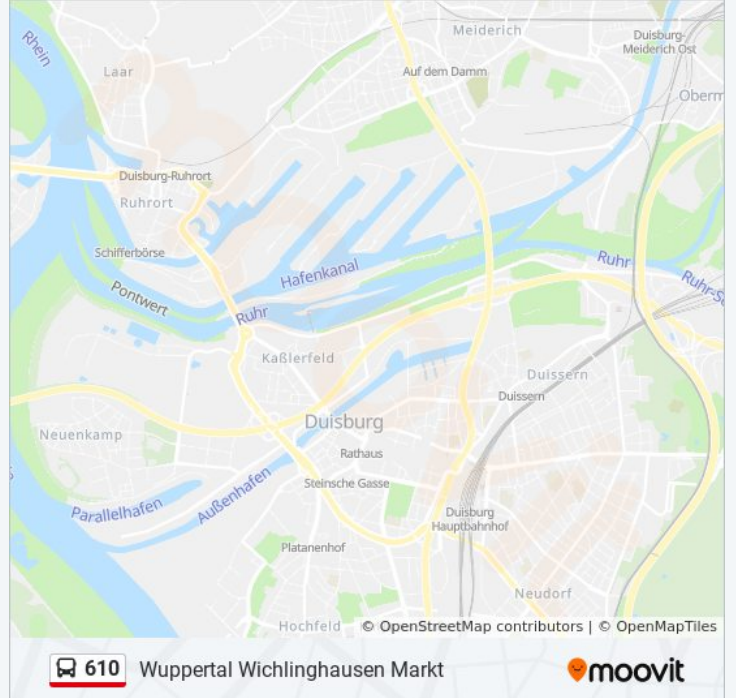 Rhein
Meiderich
Duisburg-
Meiderich Ost
Laar
Auf dem Damm
Duisburg-Ruhrort
Ruhrort
Schifferbörse
Hafenkanal
Ruhr
Pontwert
Ruhr
Kaßlerfeld
Duissern
Duissern
Duisburg
Neuenkamp
Rathaus
Steinsche Gasse
Parallelhafen
Außenhafen
Duisburg
Hauptbahnhof
Platanenhof
Neudorf
Hochfeld
© OpenStreetMap contributors | © OpenMapTiles
610 Wuppertal Wichlinghausen Markt
moovit